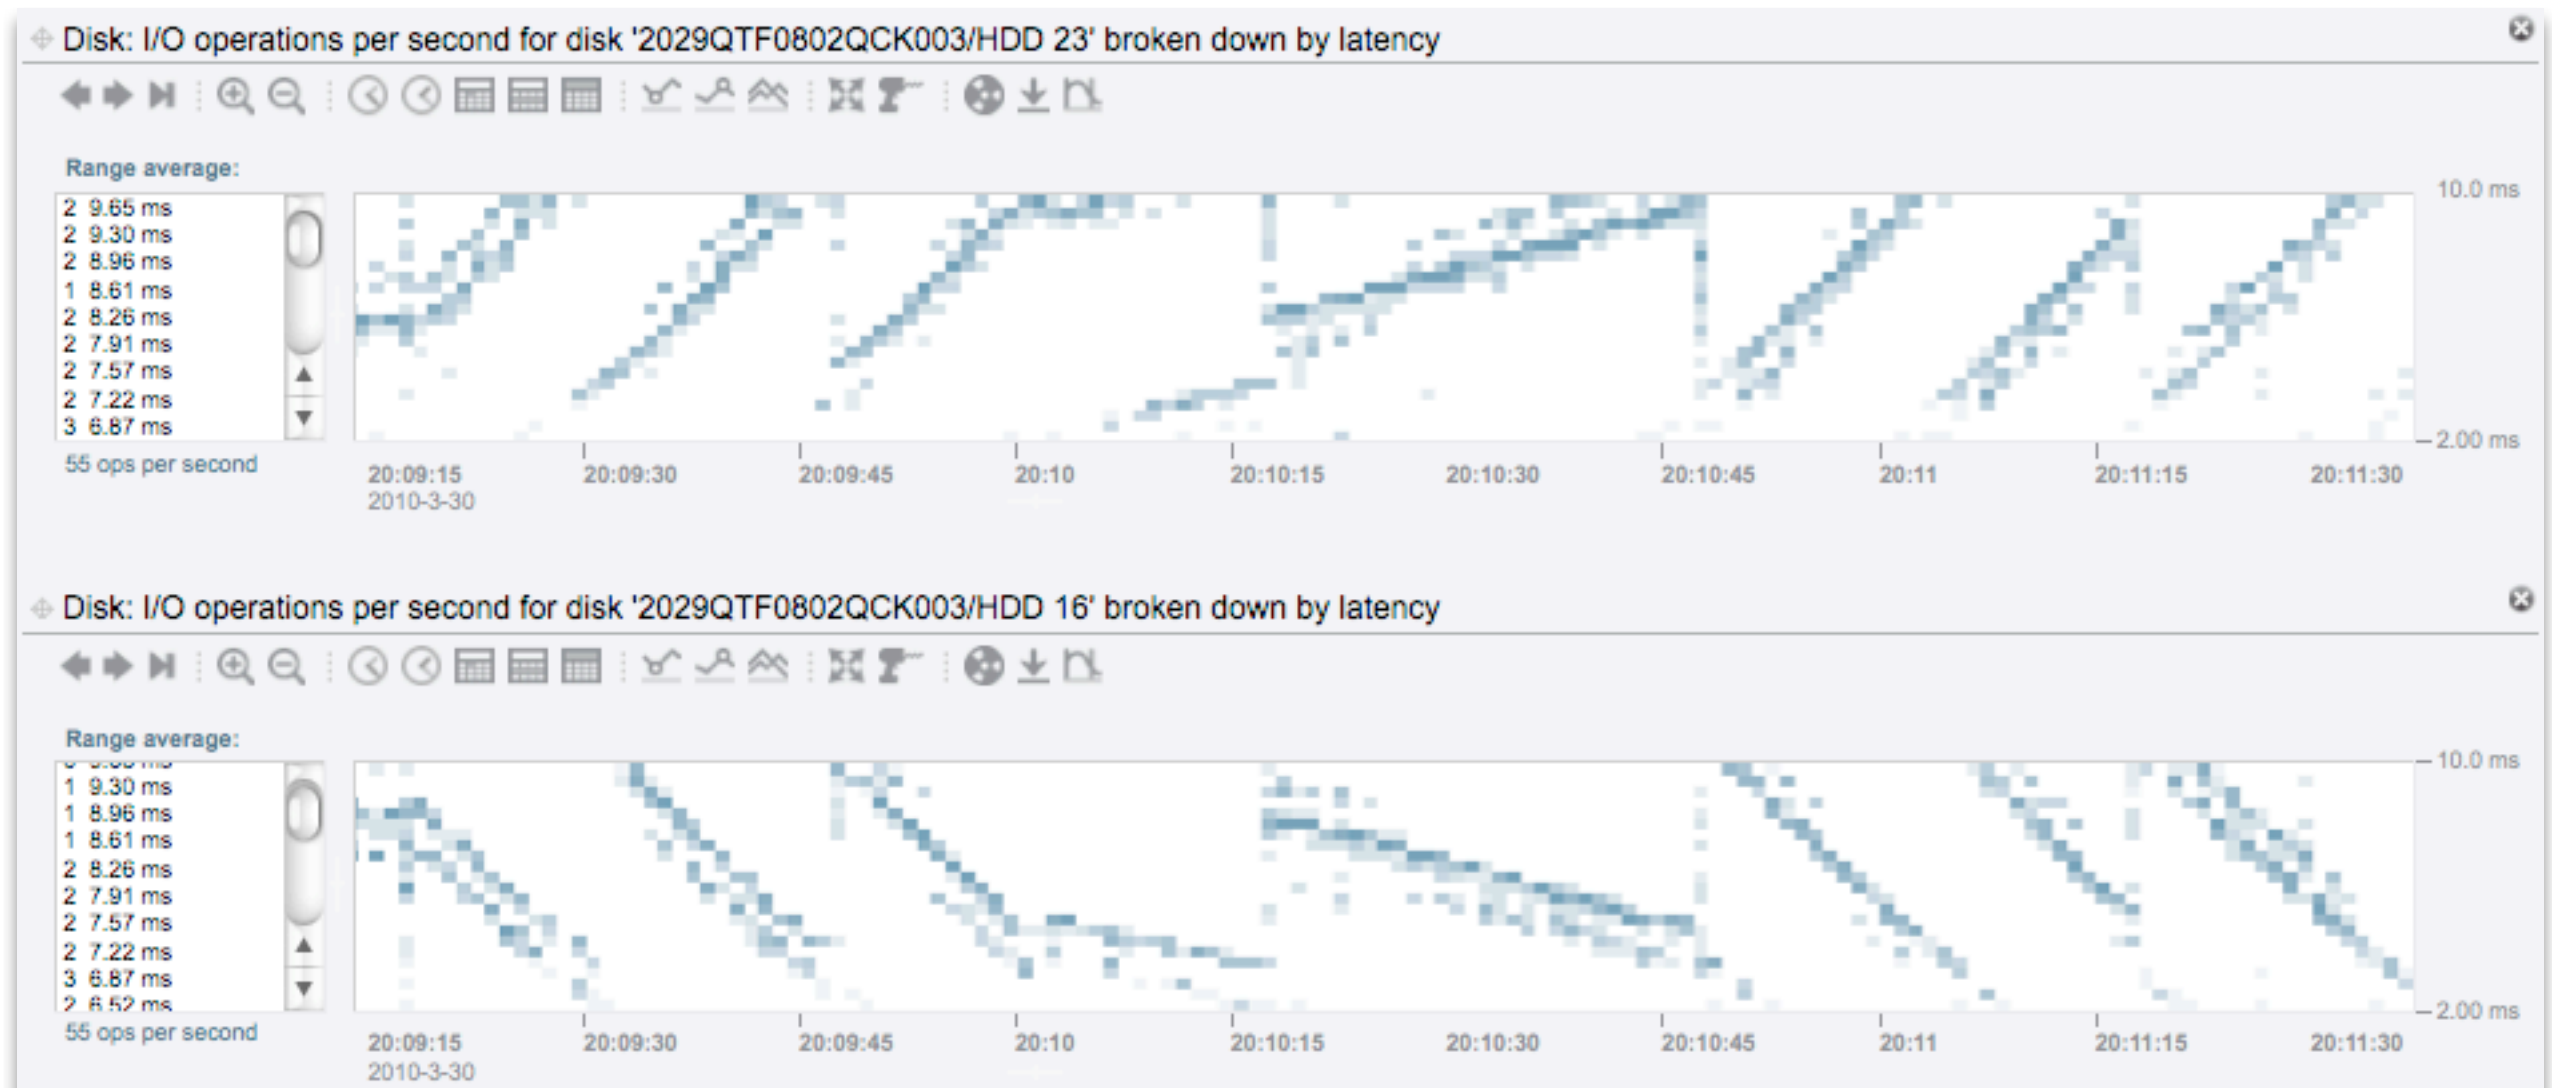 Disk: I/O operations per second for disk '2029QTF0802QCK003/HDD 23' broken down by latency
Range average:
2 9.65 ms
2 9.30 ms
2 8.96 ms
1 8.61 ms
2 8.26 ms
2 7.91 ms
2 7.57 ms
2 7.22 ms
3 6.87 ms
55 ops per second
10.0 ms
2.00 ms
20:09:15 20:09:30 20:09:45 20:10 20:10:15 20:10:30 20:10:45 20:11 20:11:15 20:11:30
2010-3-30
Disk: I/O operations per second for disk '2029QTF0802QCK003/HDD 16' broken down by latency
Range average:
1 9.30 ms
1 8.96 ms
1 8.61 ms
2 8.26 ms
2 7.91 ms
2 7.57 ms
2 7.22 ms
3 6.87 ms
2 6.52 ms
55 ops per second
10.0 ms
2.00 ms
20:09:15 20:09:30 20:09:45 20:10 20:10:15 20:10:30 20:10:45 20:11 20:11:15 20:11:30
2010-3-30